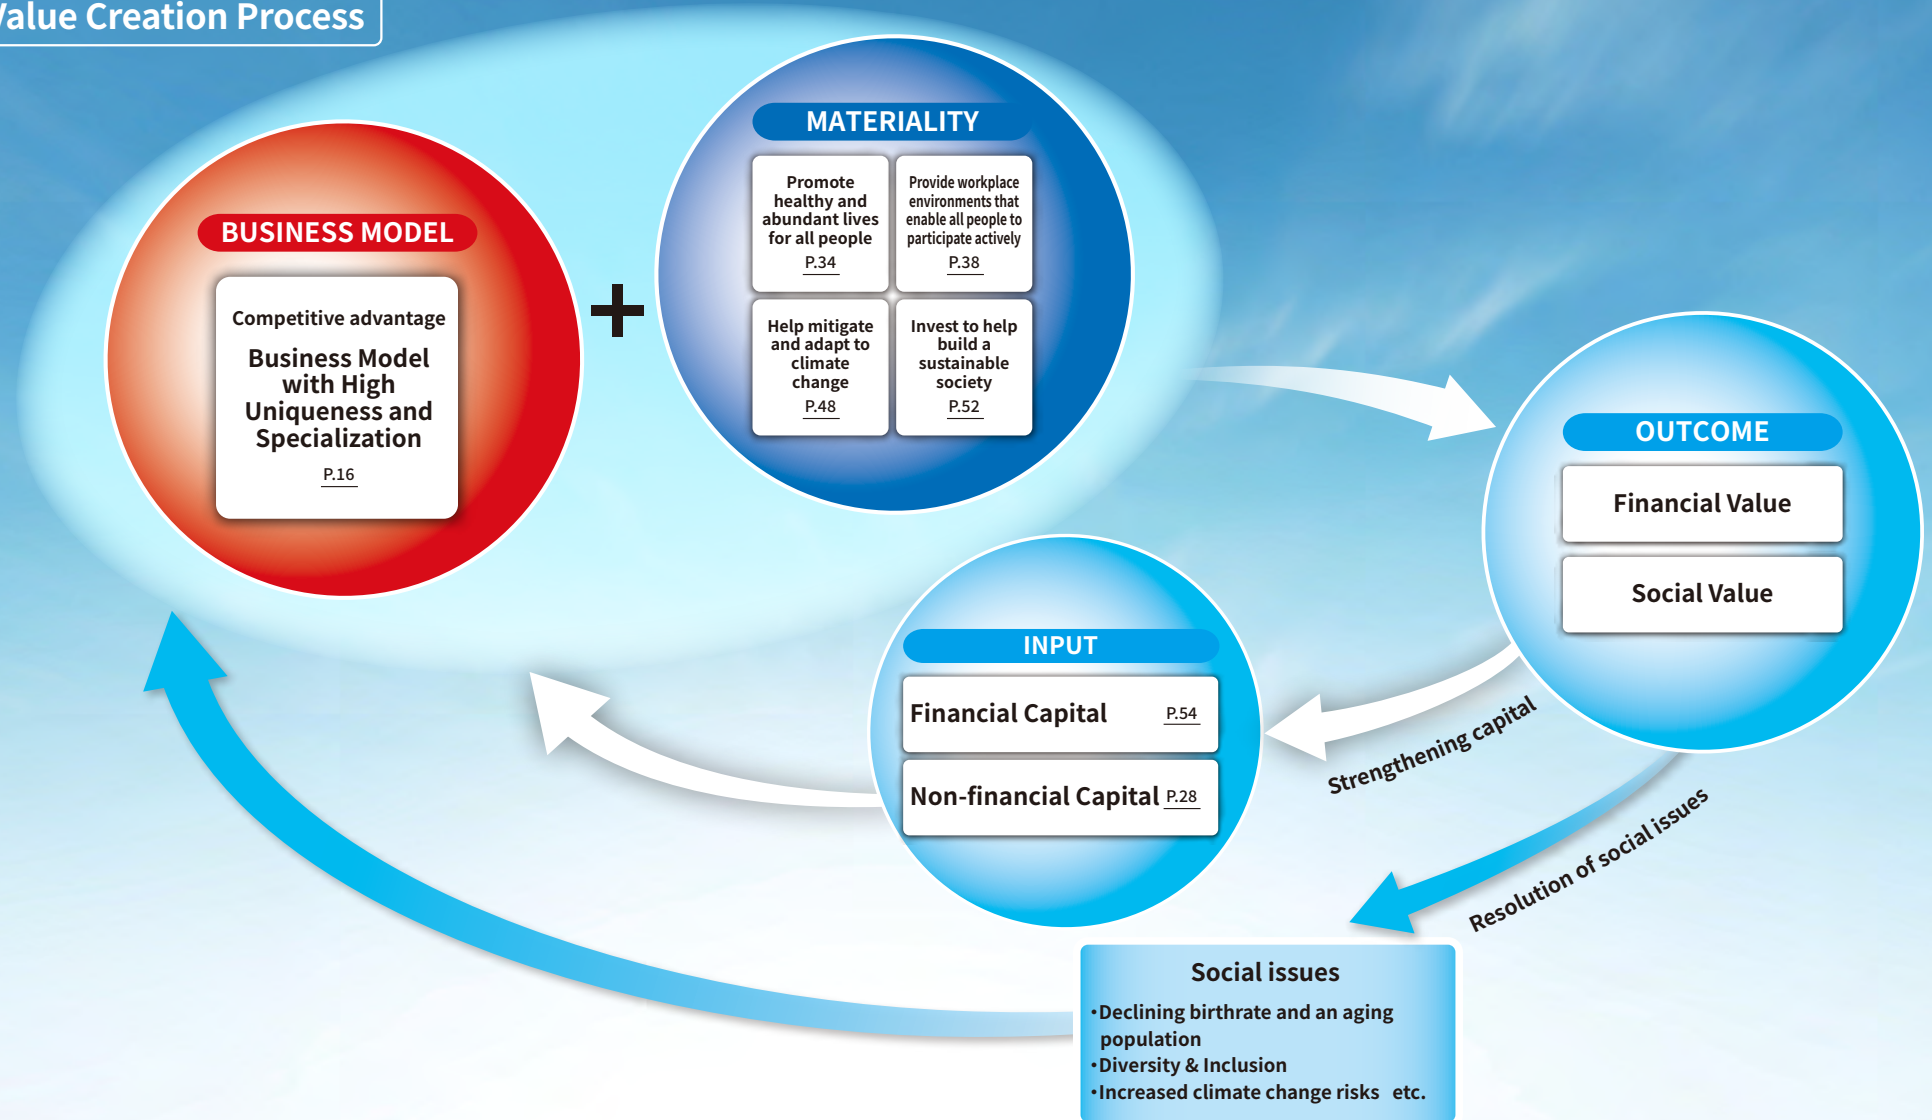 Value Creation Process
BUSINESS MODEL
Competitive advantage
Business Model
with High
Uniqueness and
Specialization
P.16
+
MATERIALITY
Promote
healthy and
abundant lives
for all people
P.34
Provide workplace
environments that
enable all people to
participate actively
P.38
Help mitigate
and adapt to
climate
change
P.48
Invest to help
build a
sustainable
society
P.52
OUTCOME
Financial Value
Social Value
INPUT
Financial Capital P.54
Non-financial Capital P.28
Strengthening capital
Resolution of social issues
Social issues
・Declining birthrate and an aging
population
・Diversity & Inclusion
・Increased climate change risks etc.